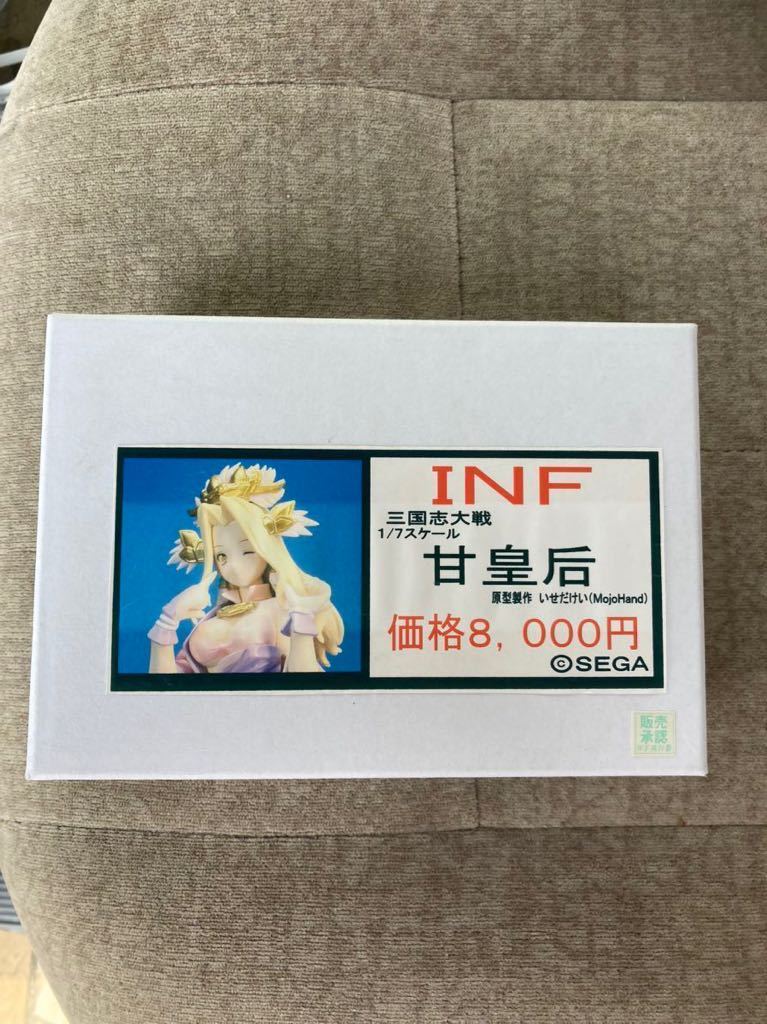 INF
三国志大戦
1/7スケール
甘皇后
原型製作 いせだけい(MojoHand)
価格8,000円
©SEGA
販売
承認